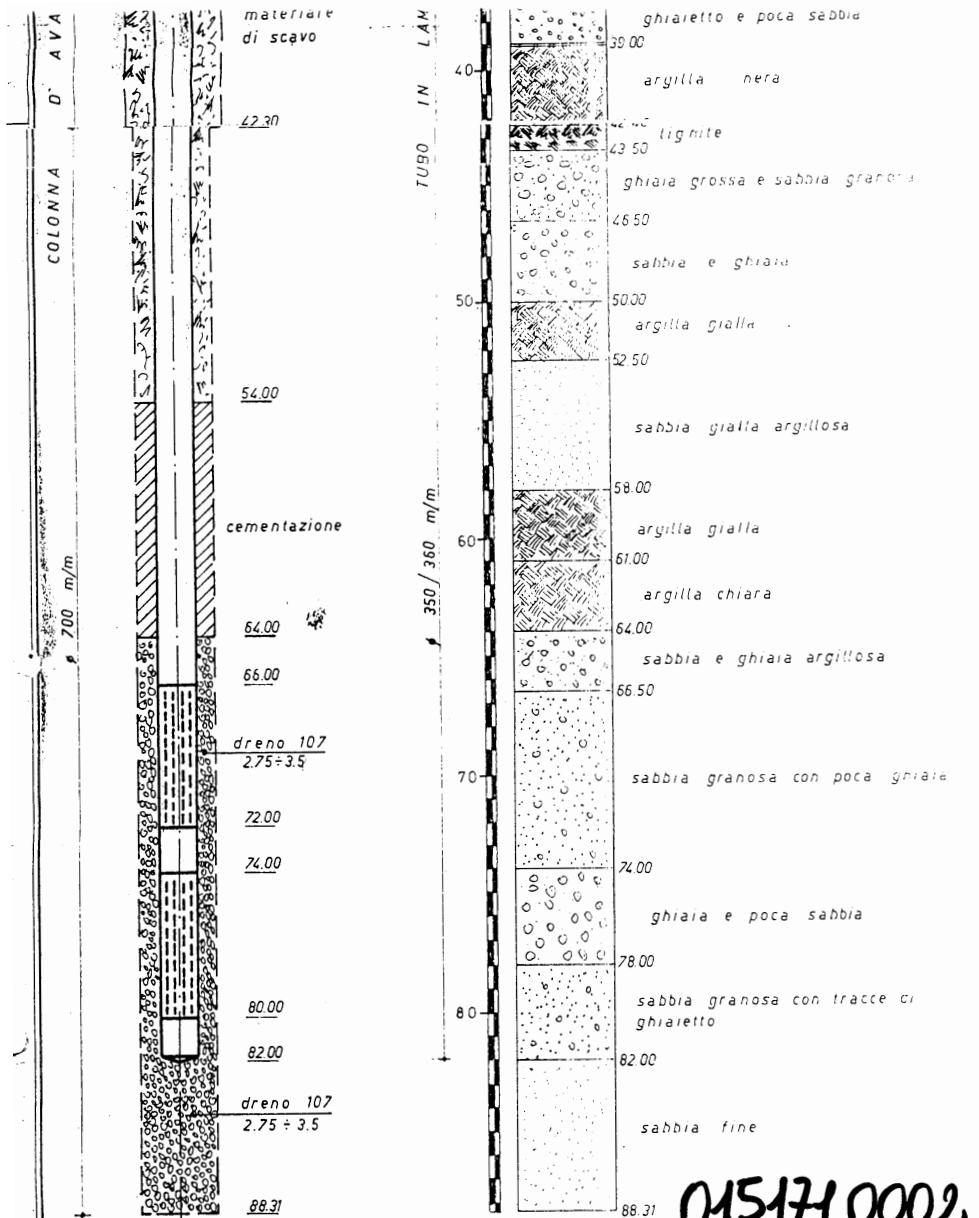 COLONNA D' AVA
ø 700 m/m
materiale
di scavo
42.30
54.00
cementazione
64.00
66.00
dreno 107
2.75÷3.5
72.00
74.00
80.00
82.00
dreno 107
2.75÷3.5
88.31
TUBO IN LAM
ø 350/360 m/m
40
50
60
70
80
ghiaietto e poca sabbia
39.00
argilla nera
42.40
lignite
43.50
ghiaia grossa e sabbia granosa
46.50
sabbia e ghiaia
50.00
argilla gialla
52.50
sabbia gialla argillosa
58.00
argilla gialla
61.00
argilla chiara
64.00
sabbia e ghiaia argillosa
66.50
sabbia granosa con poca ghiaia
74.00
ghiaia e poca sabbia
78.00
sabbia granosa con tracce di
ghiaietto
82.00
sabbia fine
88.31
0151710002